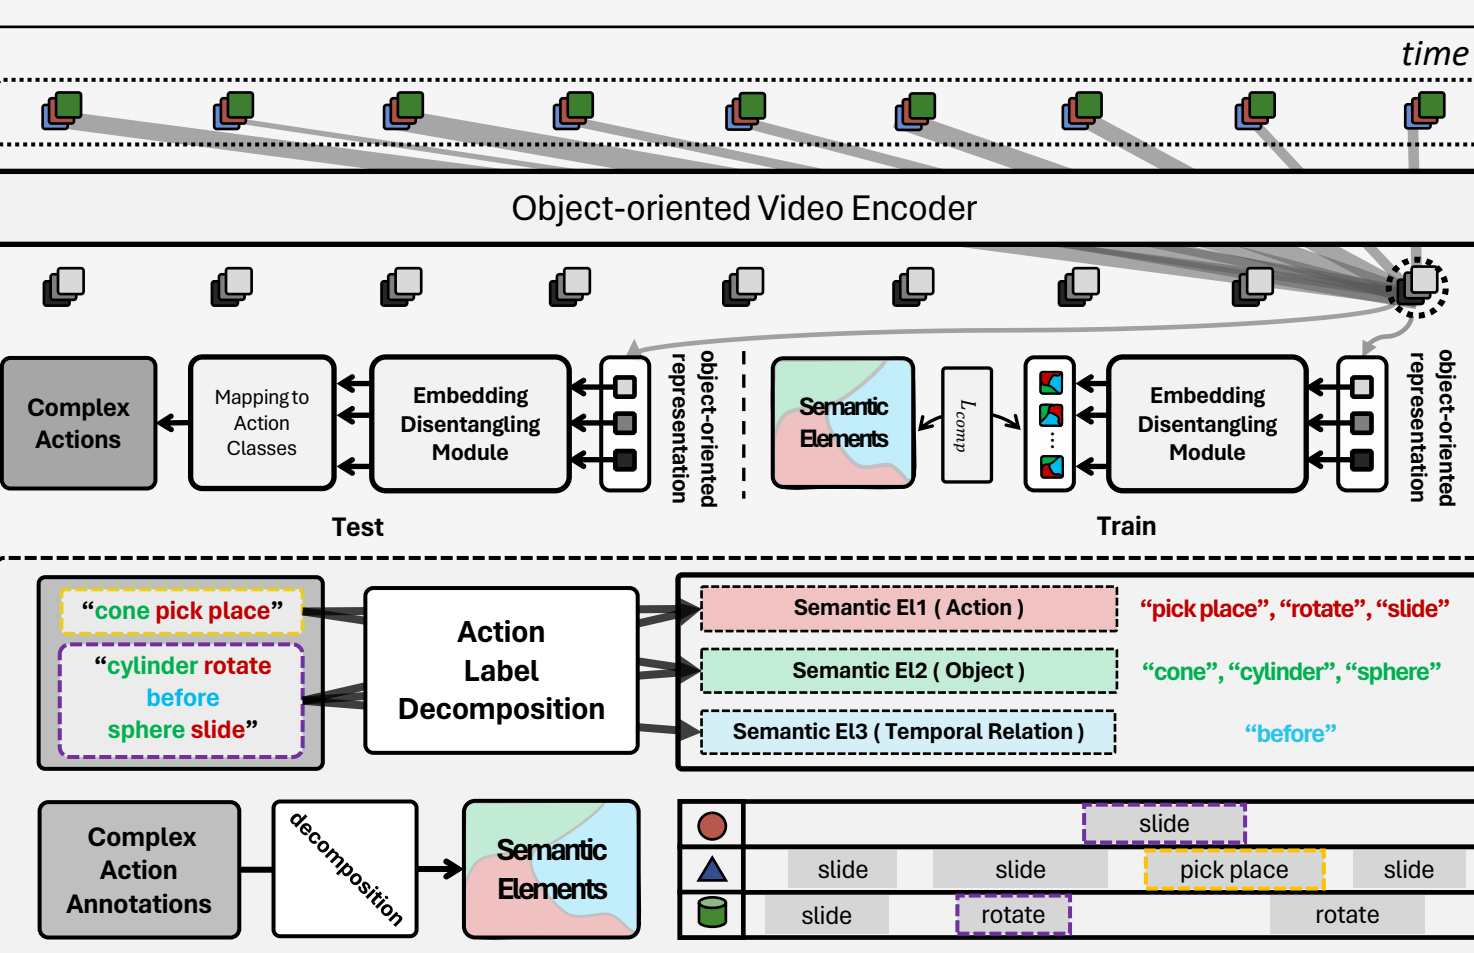 time
Object-oriented Video Encoder
Complex
Actions
Mapping to
Action
Classes
Embedding
Disentangling
Module
object-oriented
representation
Semantic
Elements
L_comp
...
Embedding
Disentangling
Module
object-oriented
representation
Test
Train
“cone pick place”
“cylinder rotate
before
sphere slide”
Action
Label
Decomposition
Semantic El1 ( Action )
“pick place”, “rotate”, “slide”
Semantic El2 ( Object )
“cone”, “cylinder”, “sphere”
Semantic El3 ( Temporal Relation )
“before”
Complex
Action
Annotations
decomposition
Semantic
Elements
slide
slide slide pick place slide
slide rotate rotate